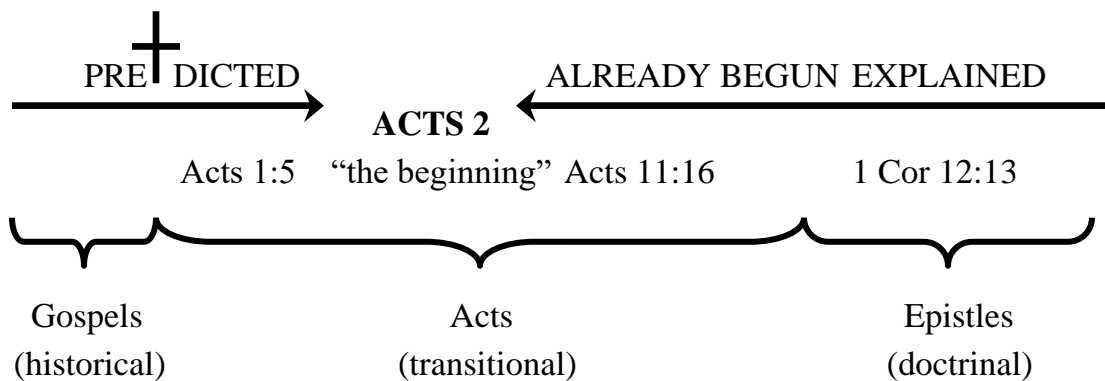 PRE DICTED ALREADY BEGUN EXPLAINED
ACTS 2
Acts 1:5 “the beginning” Acts 11:16 1 Cor 12:13
Gospels Acts Epistles
(historical) (transitional) (doctrinal)